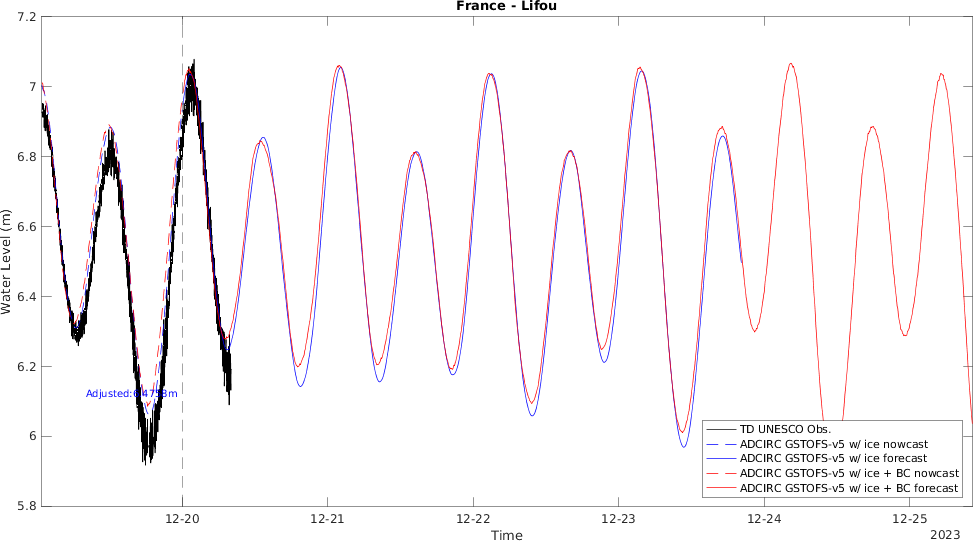 France - Lifou
7.2
7
6.8
6.6
6.4
6.2
6
5.8
Water Level (m)
Adjusted:6.4753m
TD UNESCO Obs.
ADCIRC GSTOFS-v5 w/ ice nowcast
ADCIRC GSTOFS-v5 w/ ice forecast
ADCIRC GSTOFS-v5 w/ ice + BC nowcast
ADCIRC GSTOFS-v5 w/ ice + BC forecast
12-20 12-21 12-22 12-23 12-24 12-25
Time
2023